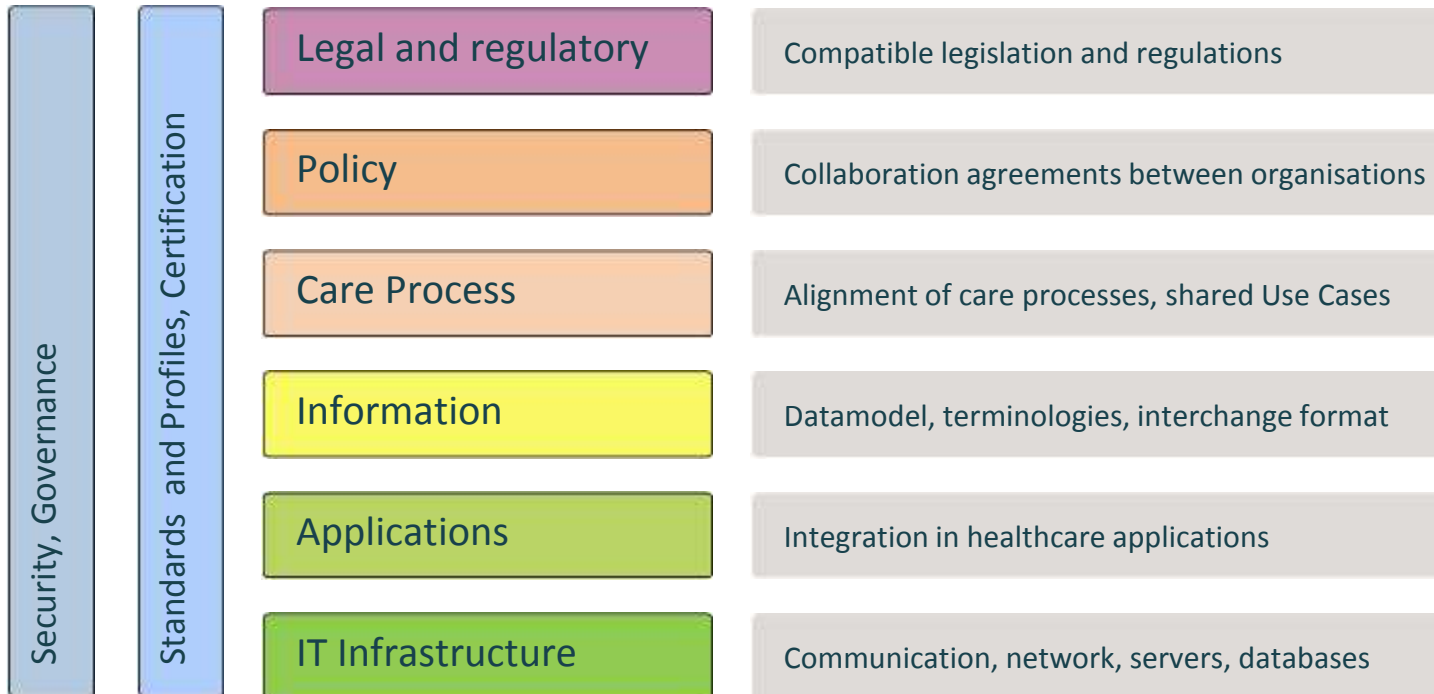 Security, Governance
Standards and Profiles, Certification
Legal and regulatory
Compatible legislation and regulations
Policy
Collaboration agreements between organisations
Care Process
Alignment of care processes, shared Use Cases
Information
Datamodel, terminologies, interchange format
Applications
Integration in healthcare applications
IT Infrastructure
Communication, network, servers, databases